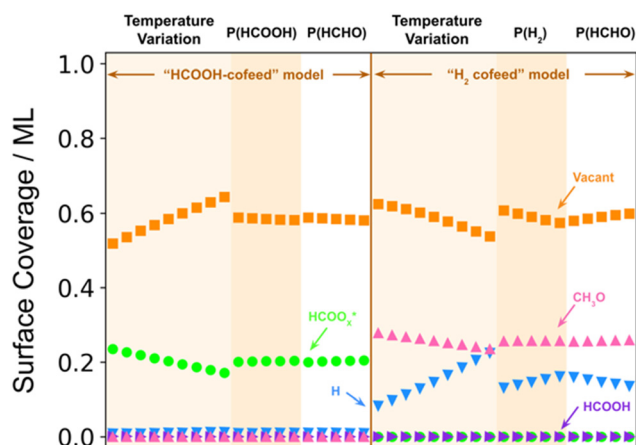 Temperature
Variation
P(HCOOH)
P(HCHO)
Temperature
Variation
P(H₂)
P(HCHO)
“HCOOH-cofeed” model
“H₂ cofeed” model
Surface Coverage / ML
1.0
0.8
0.6
0.4
0.2
0.0
Vacant
CH₃O
HCOOₓ*
H
HCOOH